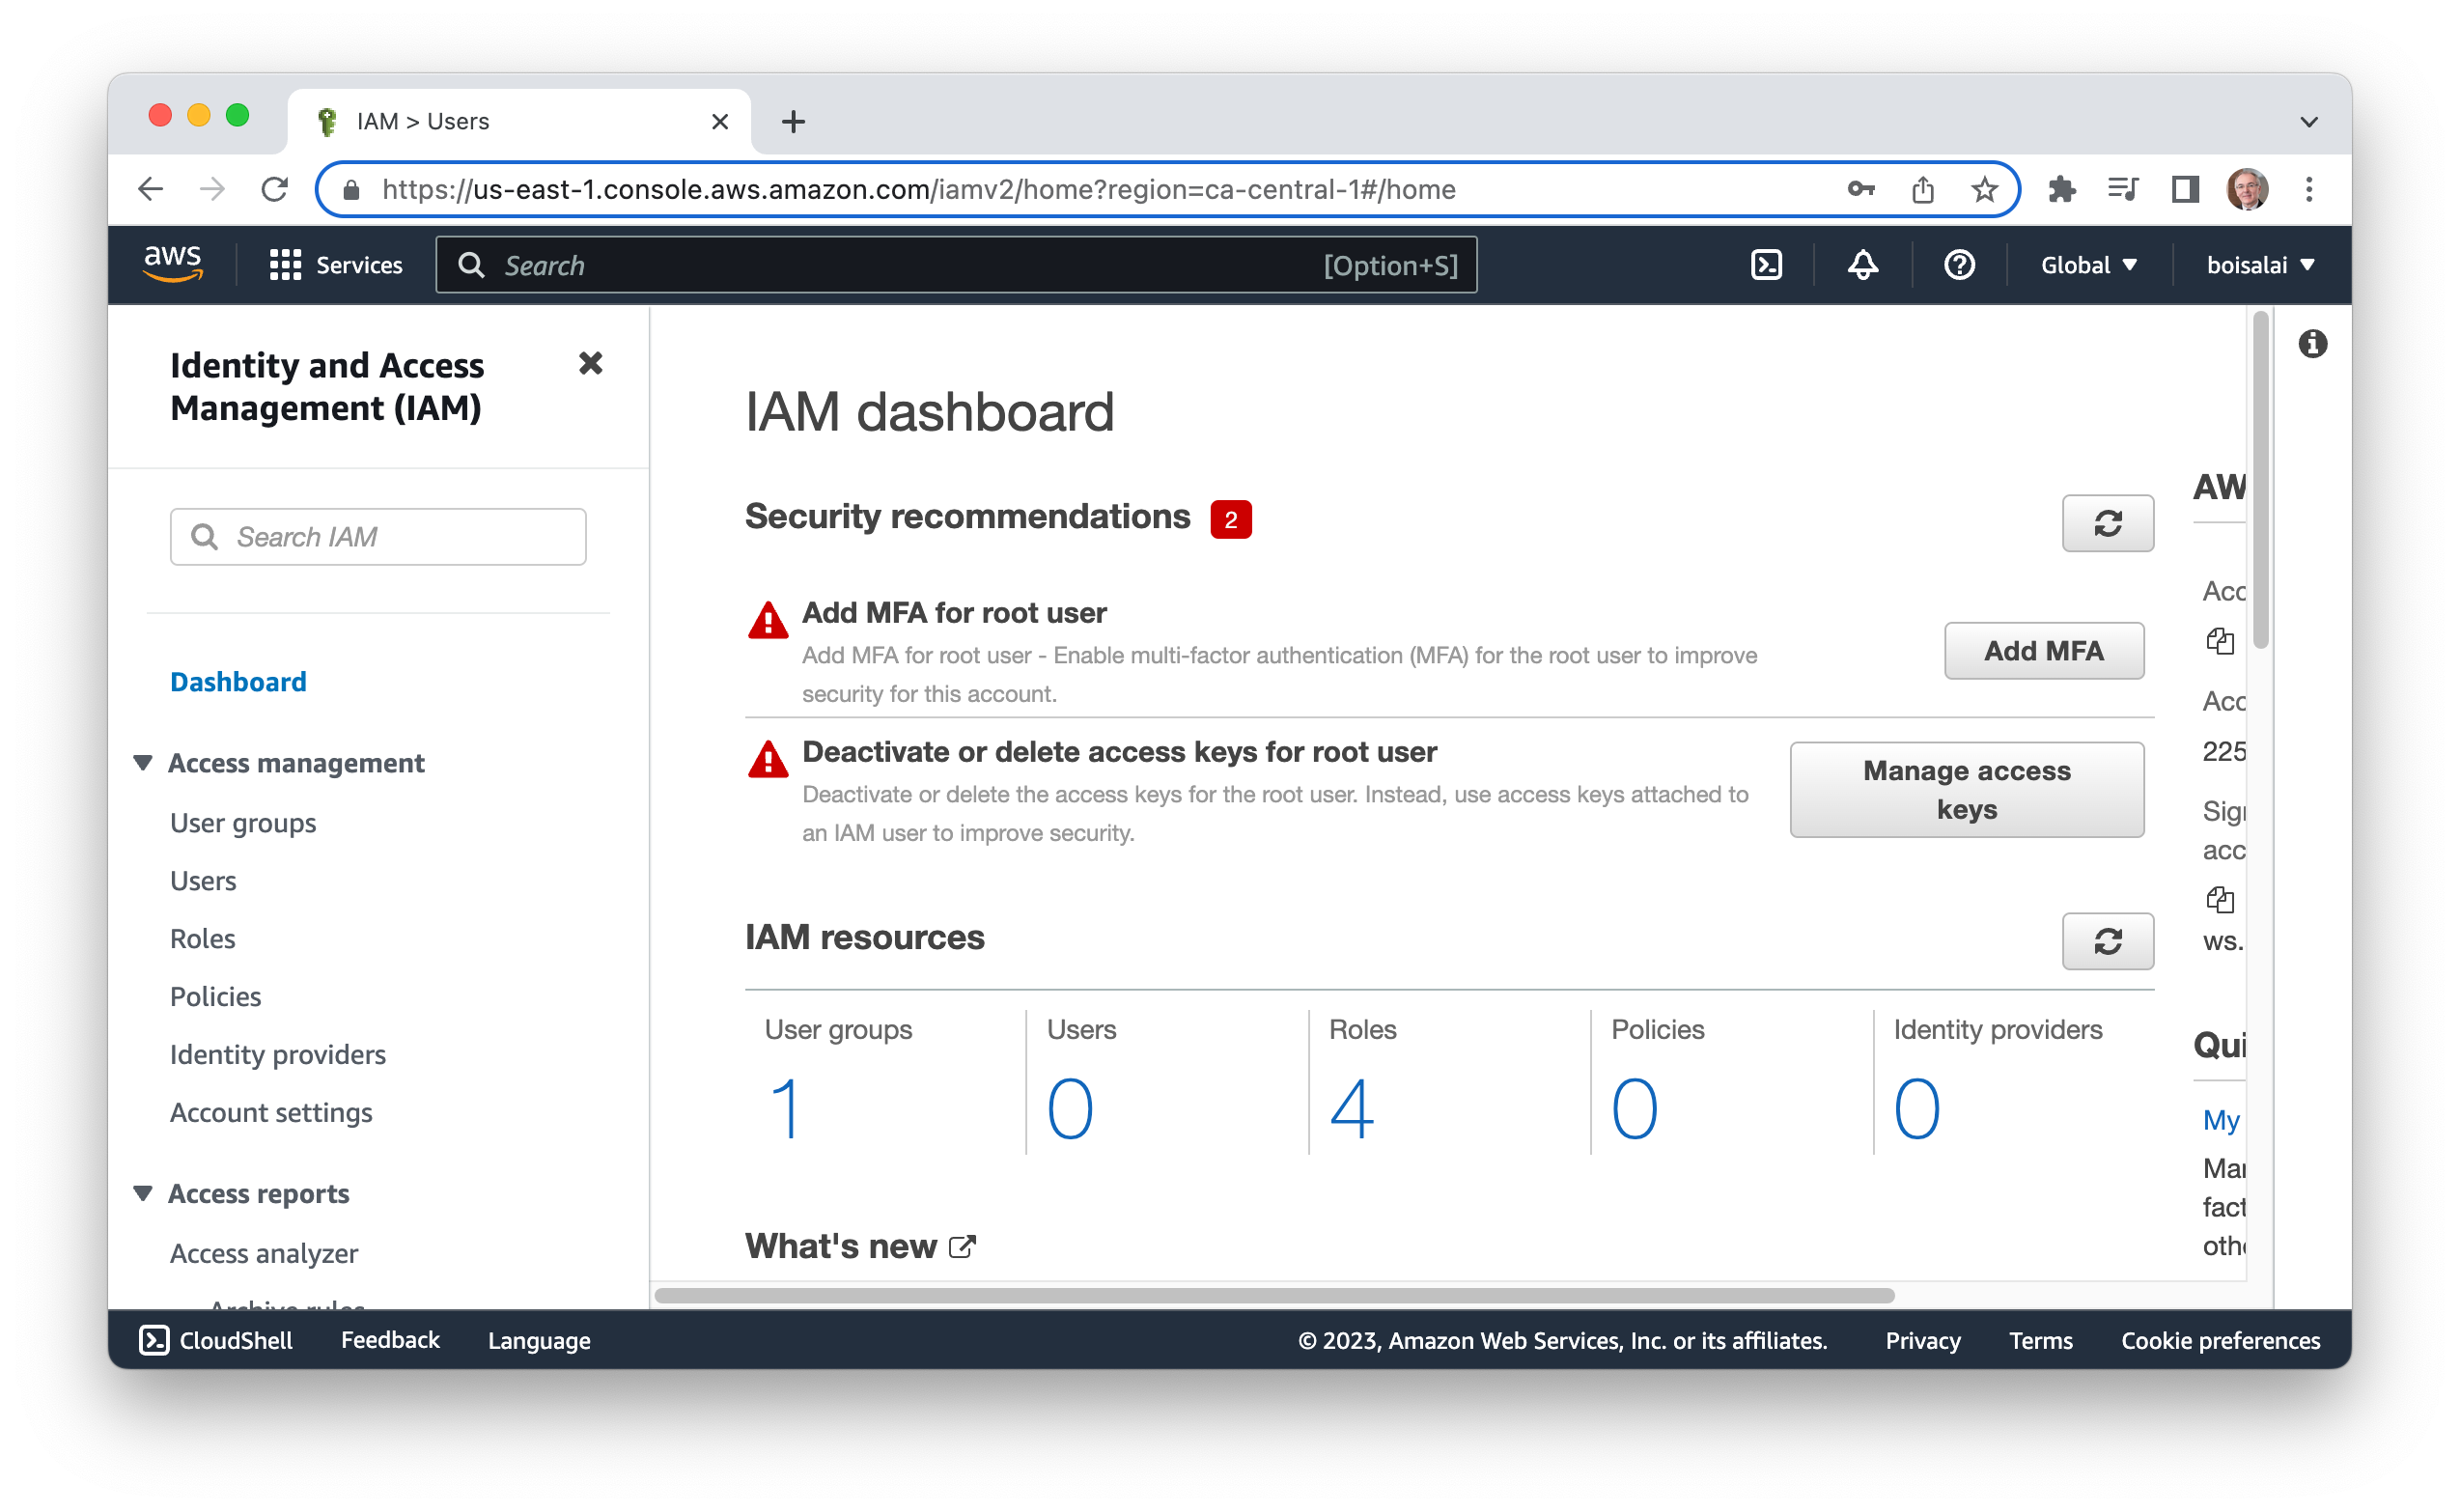 IAM > Users
https://us-east-1.console.aws.amazon.com/iamv2/home?region=ca-central-1#/home
aws
Services
Search
[Option+S]
Global
boisalai
Identity and Access
Management (IAM)
Search IAM
Dashboard
Access management
User groups
Users
Roles
Policies
Identity providers
Account settings
Access reports
Access analyzer
Archive rules
IAM dashboard
Security recommendations 2
Add MFA for root user
Add MFA for root user - Enable multi-factor authentication (MFA) for the root user to improve
security for this account.
Add MFA
Deactivate or delete access keys for root user
Deactivate or delete the access keys for the root user. Instead, use access keys attached to
an IAM user to improve security.
Manage access
keys
IAM resources
User groups
1
Users
0
Roles
4
Policies
0
Identity providers
0
What's new
AW
Acc
Acc
225
Sig
acc
ws.
Qui
My
Mar
fact
oth
CloudShell
Feedback
Language
© 2023, Amazon Web Services, Inc. or its affiliates.
Privacy
Terms
Cookie preferences